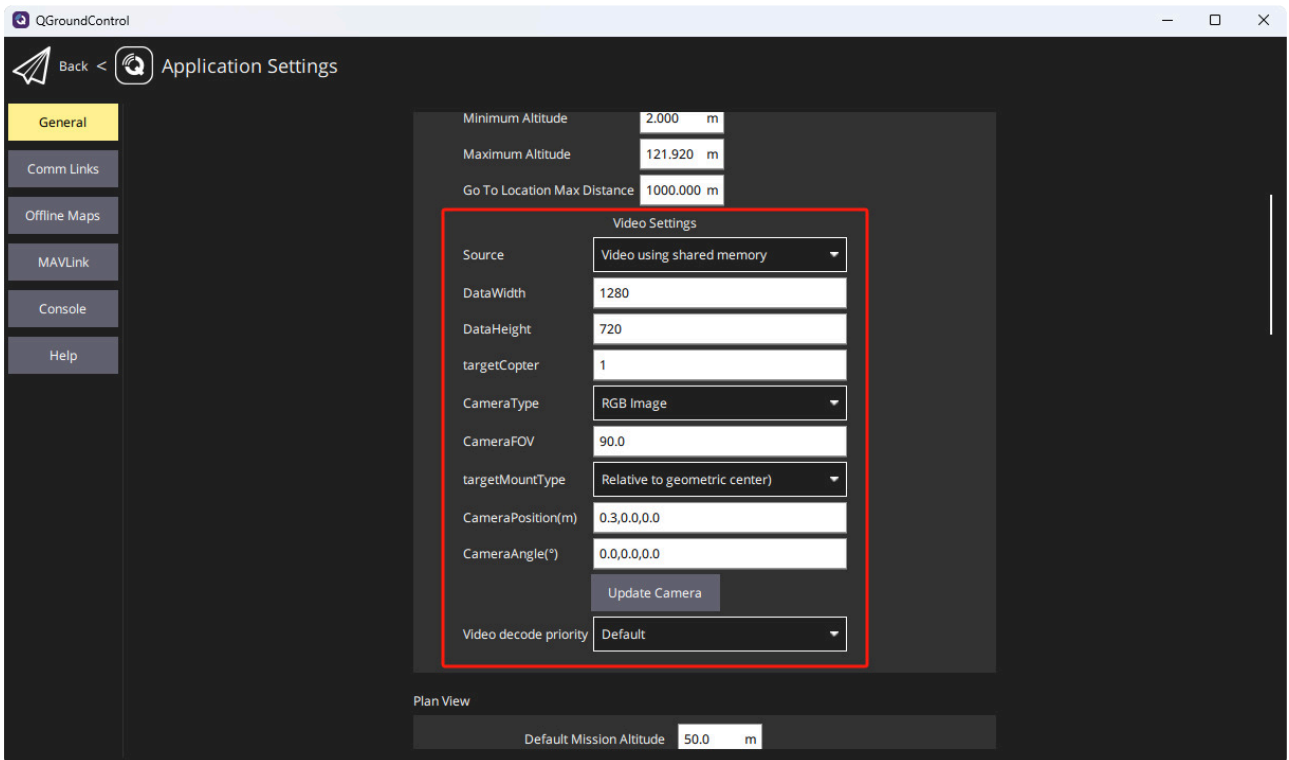 QGroundControl
Back < Application Settings
General
Comm Links
Offline Maps
MAVLink
Console
Help
Minimum Altitude 2.000 m
Maximum Altitude 121.920 m
Go To Location Max Distance 1000.000 m
Video Settings
Source Video using shared memory
DataWidth 1280
DataHeight 720
targetCopter 1
CameraType RGB Image
CameraFOV 90.0
targetMountType Relative to geometric center)
CameraPosition(m) 0.3,0.0,0.0
CameraAngle(°) 0.0,0.0,0.0
Update Camera
Video decode priority Default
Plan View
Default Mission Altitude 50.0 m